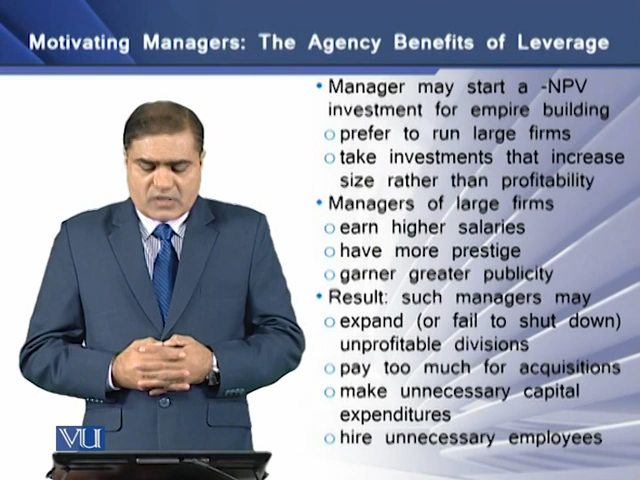 Motivating Managers: The Agency Benefits of Leverage
• Manager may start a -NPV
investment for empire building
o prefer to run large firms
o take investments that increase
size rather than profitability
• Managers of large firms
o earn higher salaries
o have more prestige
o garner greater publicity
• Result: such managers may
o expand (or fail to shut down)
unprofitable divisions
o pay too much for acquisitions
o make unnecessary capital
expenditures
o hire unnecessary employees
VU